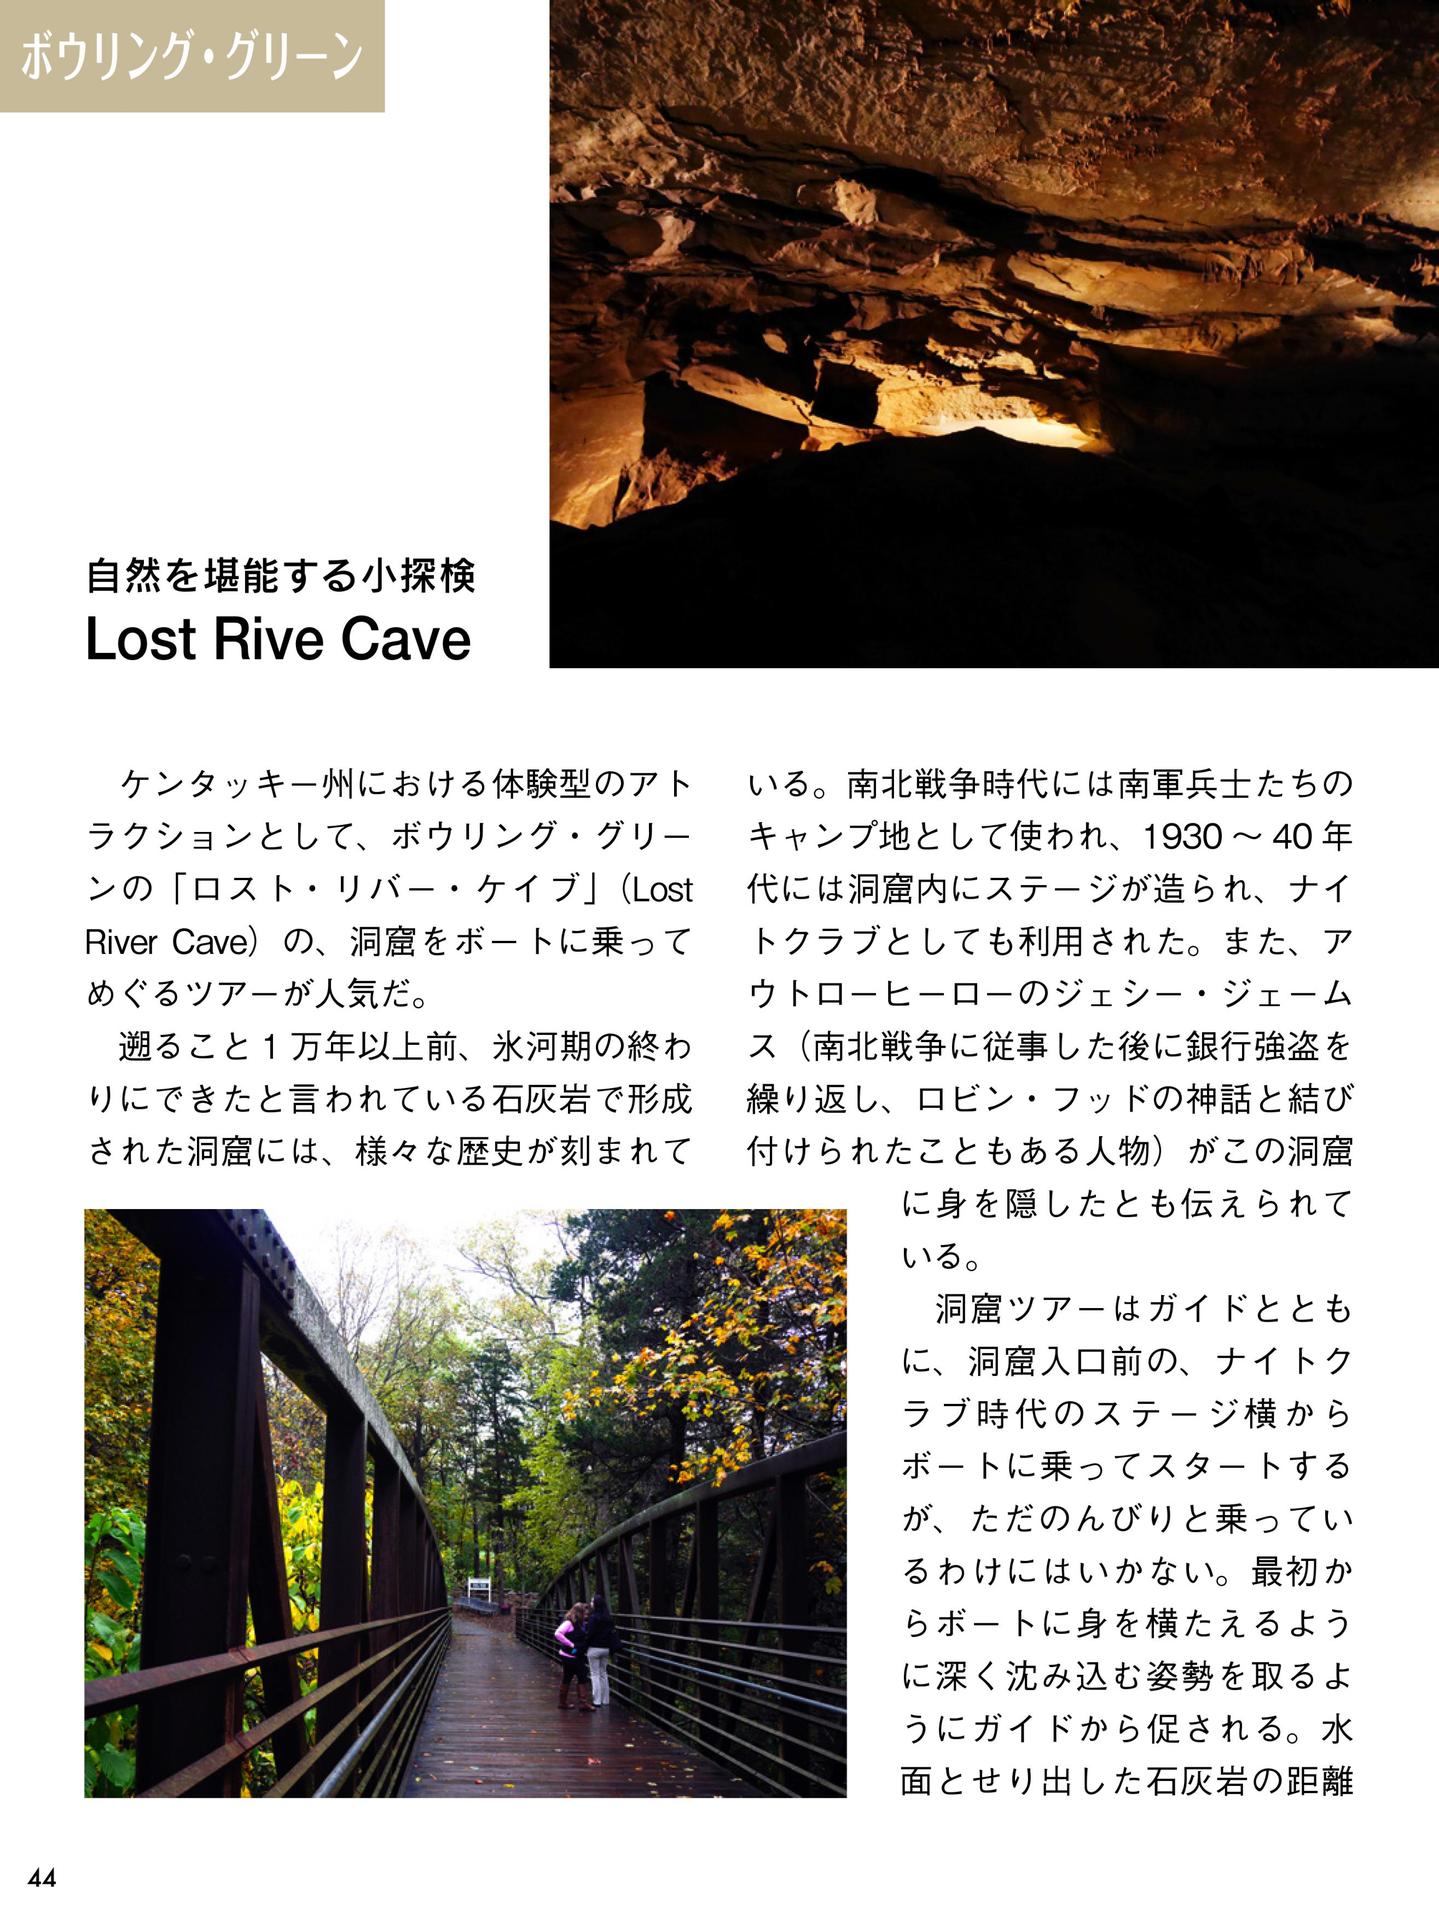 ボウリング・グリーン
自然を堪能する小探検
Lost Rive Cave
ケンタッキー州における体験型のアト
ラクションとして、ボウリング・グリー
ンの「ロスト・リバー・ケイブ」（Lost
River Cave）の、洞窟をボートに乗って
めぐるツアーが人気だ。
遡ること 1 万年以上前、氷河期の終わ
りにできたと言われている石灰岩で形成
された洞窟には、様々な歴史が刻まれて
いる。南北戦争時代には南軍兵士たちの
キャンプ地として使われ、1930 〜 40 年
代には洞窟内にステージが造られ、ナイ
トクラブとしても利用された。また、ア
ウトローヒーローのジェシー・ジェーム
ス（南北戦争に従事した後に銀行強盗を
繰り返し、ロビン・フッドの神話と結び
付けられたこともある人物）がこの洞窟
に身を隠したとも伝えられて
いる。
洞窟ツアーはガイドととも
に、洞窟入口前の、ナイトク
ラブ時代のステージ横から
ボートに乗ってスタートする
が、ただのんびりと乗ってい
るわけにはいかない。最初か
らボートに身を横たえるよう
に深く沈み込む姿勢を取るよ
うにガイドから促される。水
面とせり出した石灰岩の距離
44